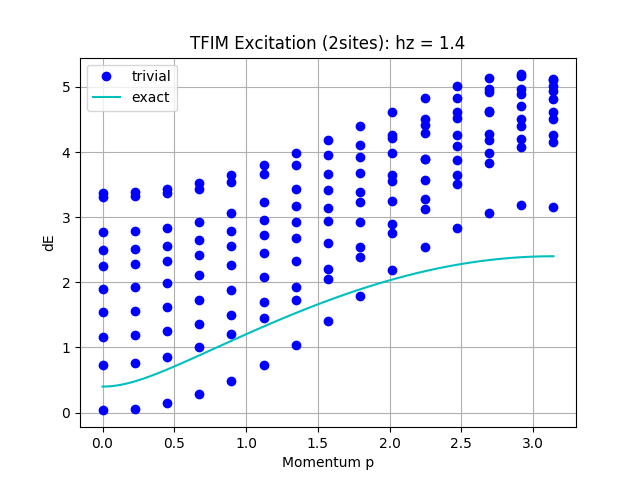 TFIM Excitation (2sites): hz = 1.4
trivial
exact
dE
5
4
3
2
1
0
0.0 0.5 1.0 1.5 2.0 2.5 3.0
Momentum p